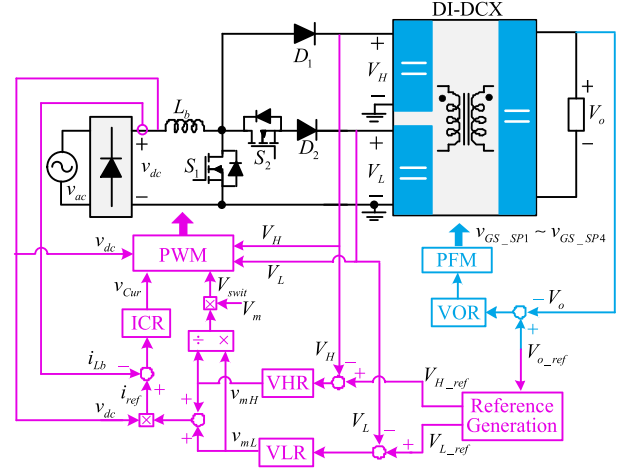 DI-DCX
D1
VH
+
−
Lb
S2
D2
+
vdc
−
S1
vac
VL
+
−
+
Vo
−
vGS_SP1 ~ vGS_SP4
PWM
VH
VL
vdc
PFM
vCur
Vswit
Vm
×
VOR
−Vo
+
ICR
÷ ×
Vo_ref
iLb
−
VH
−
iref
+
vmH
VHR
+
VH_ref
vdc
×
+
+
VL
−
vmL
VLR
+
VL_ref
Reference
Generation